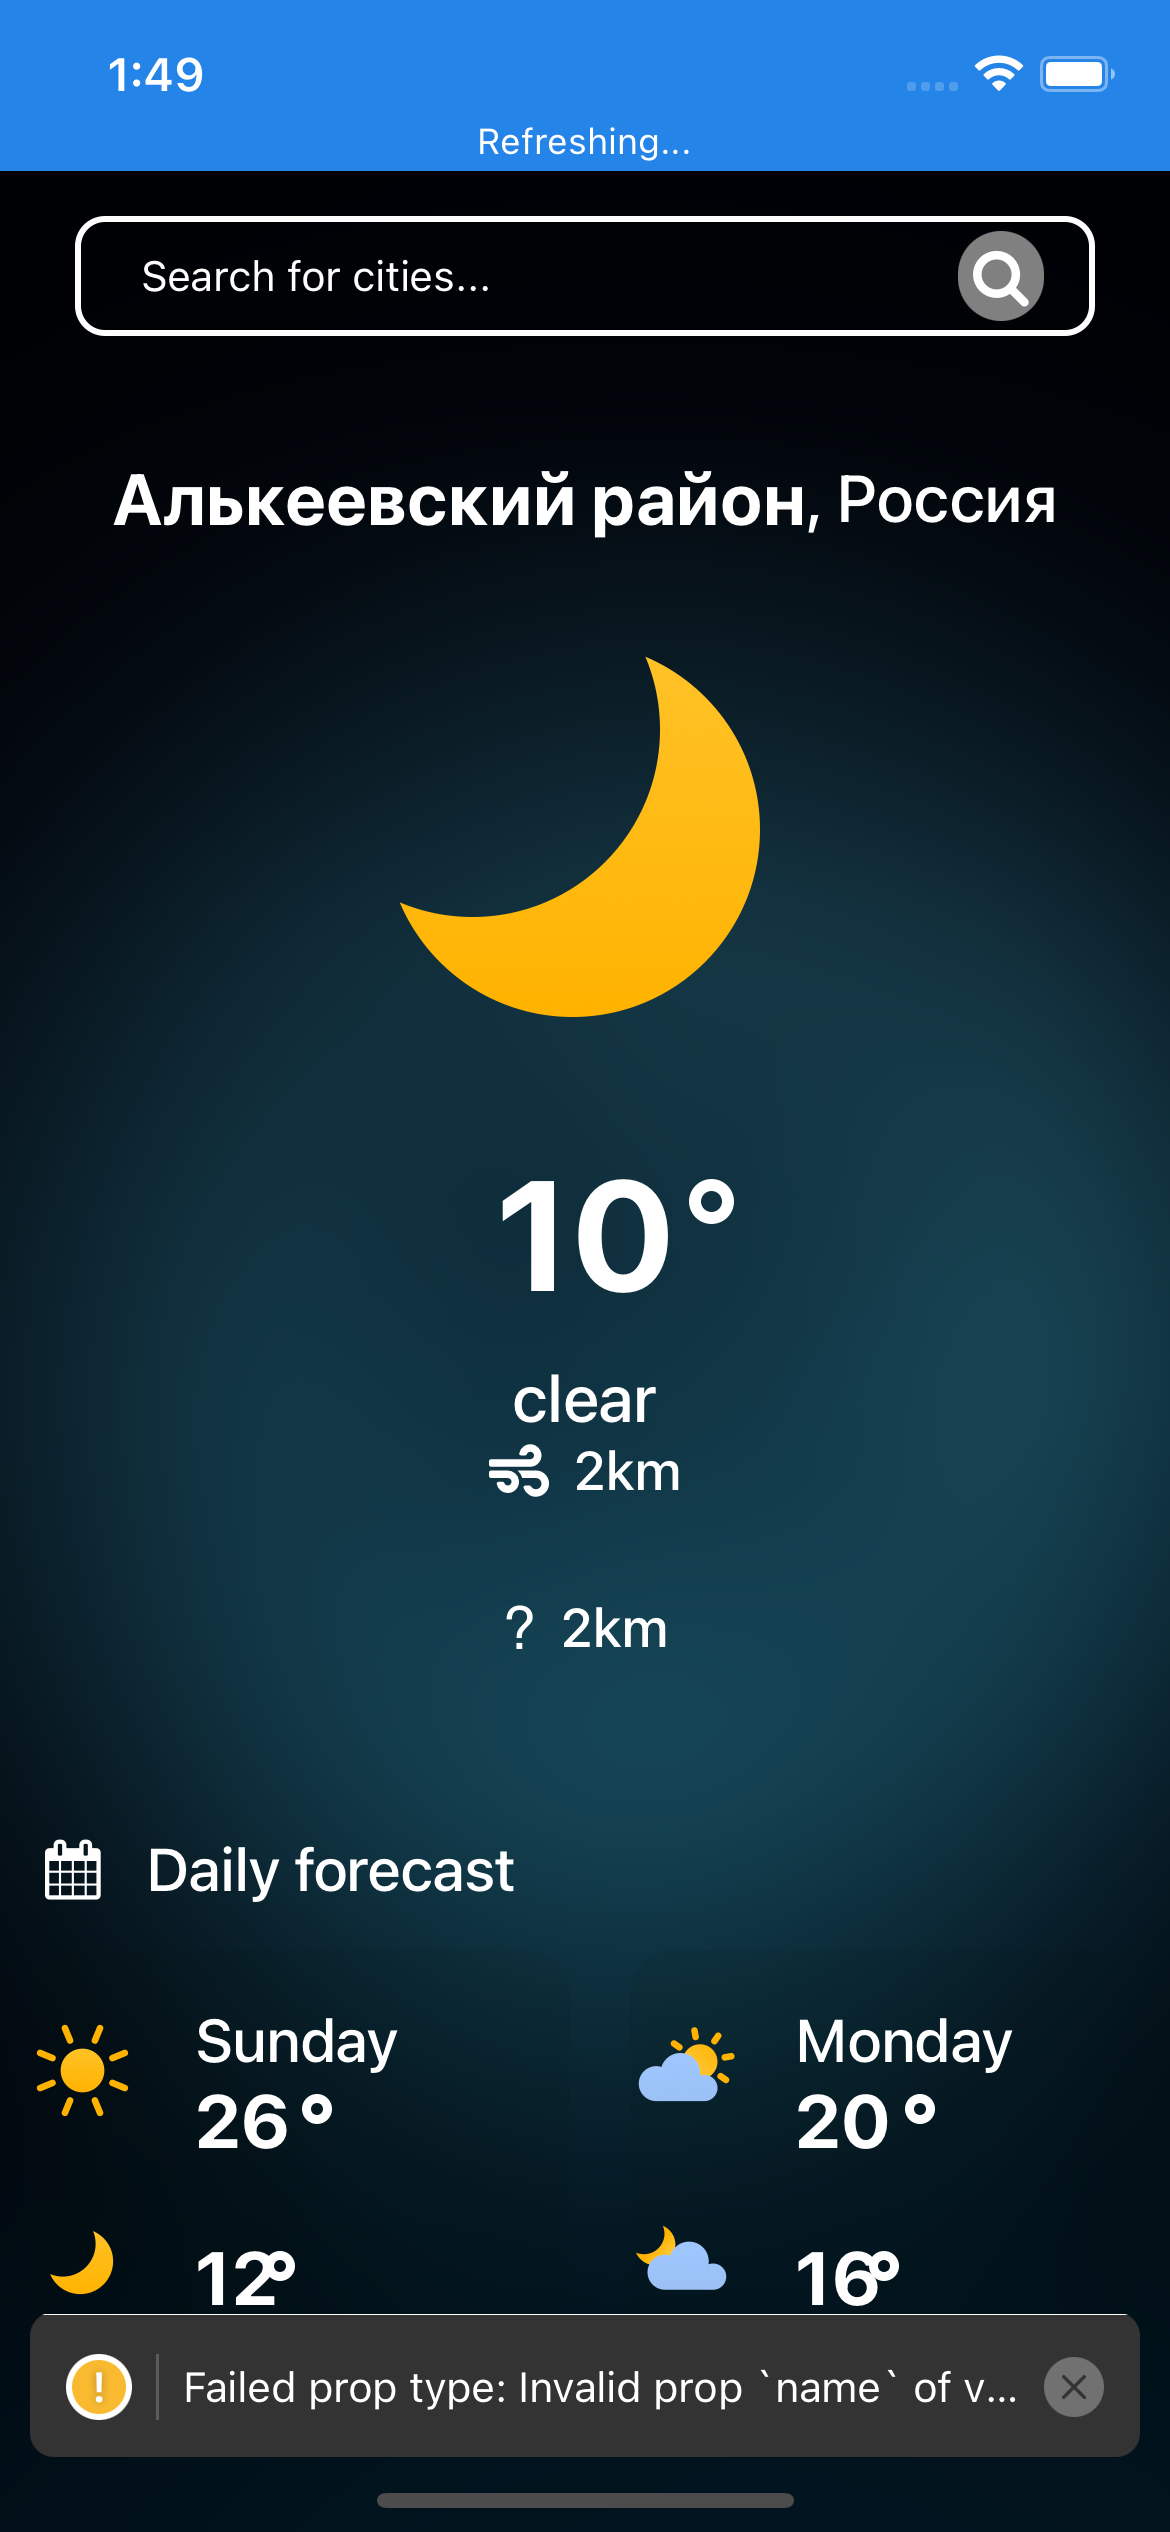 1:49
Refreshing...
Search for cities...
Алькеевский район, Россия
10°
clear
2km
? 2km
Daily forecast
Sunday
26°
Monday
20°
12°
16°
! Failed prop type: Invalid prop `name` of v...